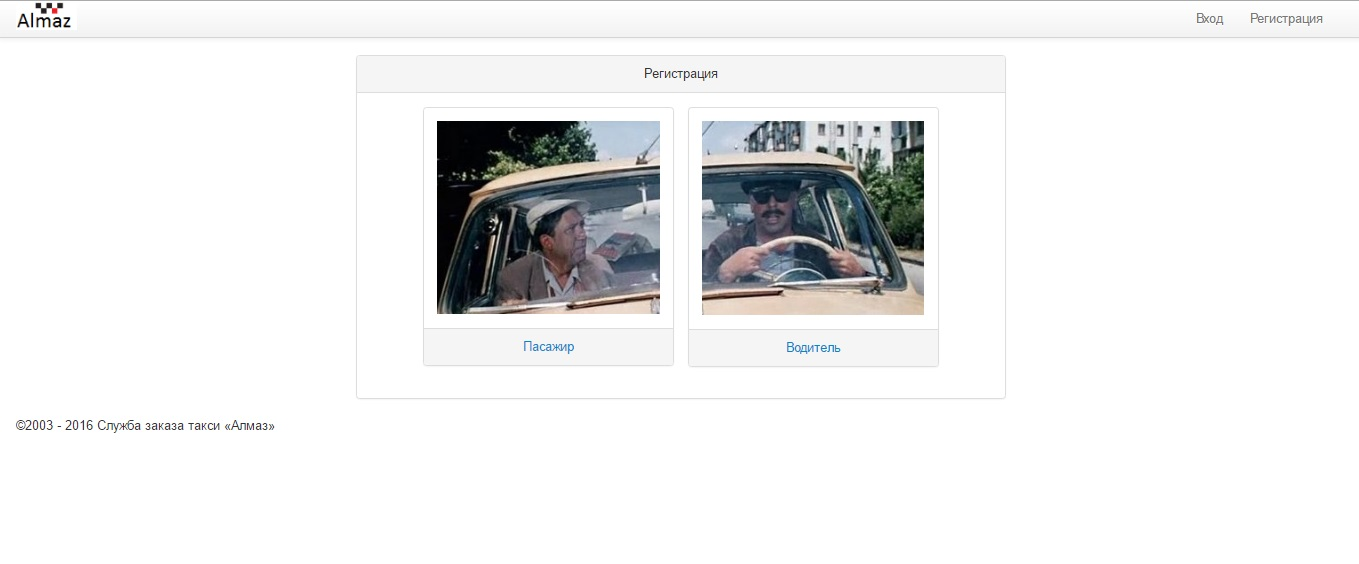 Almaz
Вход Регистрация
Регистрация
Пасажир
Водитель
©2003 - 2016 Служба заказа такси «Алмаз»